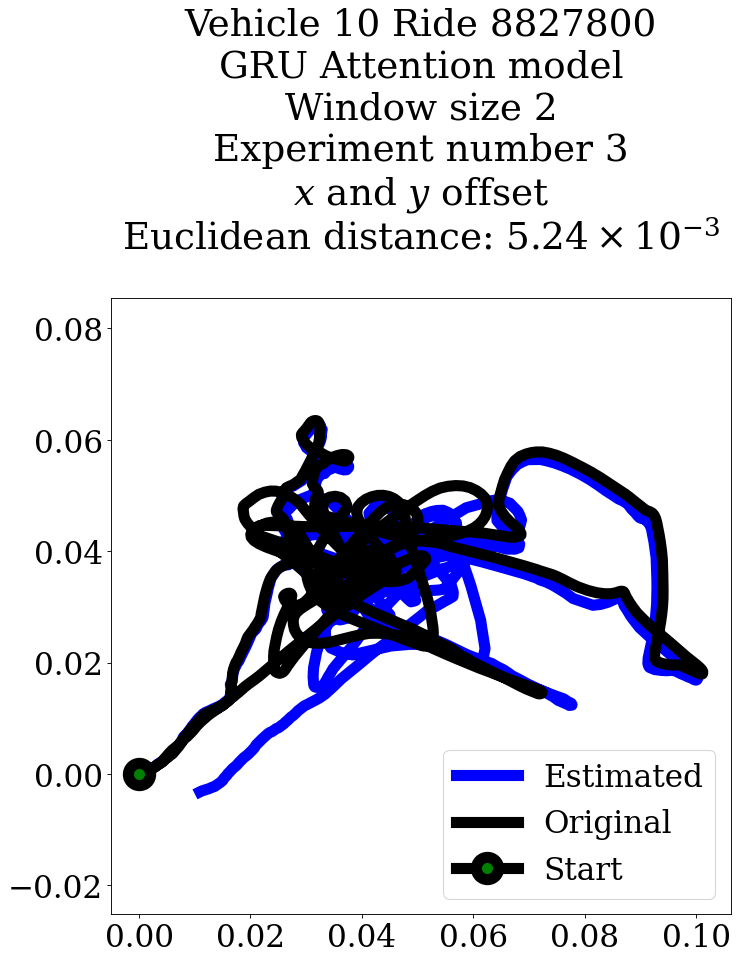 Vehicle 10 Ride 8827800
GRU Attention model
Window size 2
Experiment number 3
x and y offset
Euclidean distance: 5.24 × 10⁻³
0.08
0.06
0.04
0.02
0.00
−0.02
Estimated
Original
Start
0.00 0.02 0.04 0.06 0.08 0.10